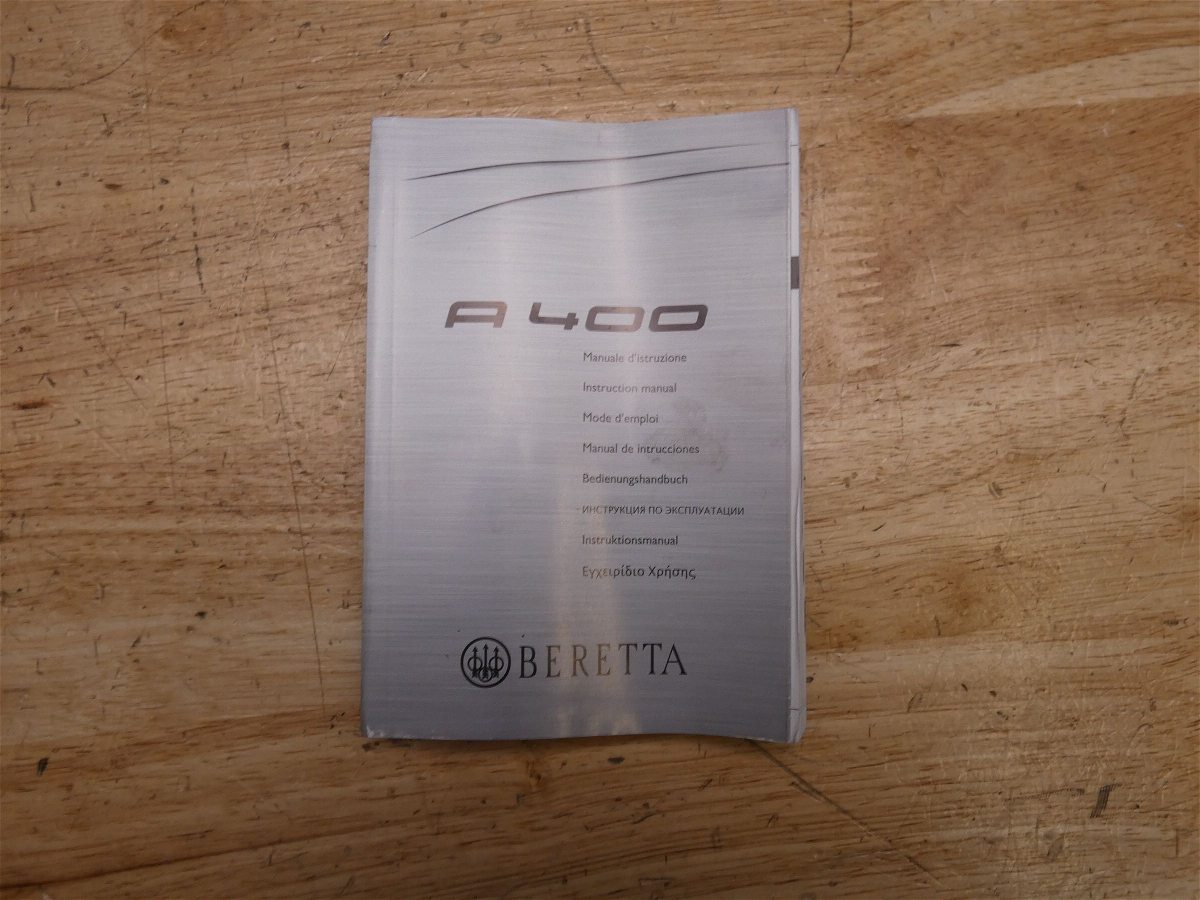 A 400
Manuale d'istruzione
Instruction manual
Mode d'emploi
Manual de intrucciones
Bedienungshandbuch
ИНСТРУКЦИЯ ПО ЭКСПЛУАТАЦИИ
Instruktionsmanual
Εγχειρίδιο Χρήσης
BERETTA